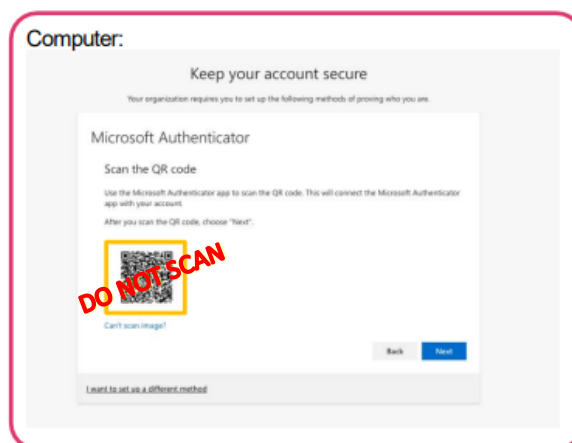 Computer:
Keep your account secure
Your organization requires you to set up the following methods of proving who you are.
Microsoft Authenticator
Scan the QR code
Use the Microsoft Authenticator app to scan the QR code. This will connect the Microsoft Authenticator
app with your account.
After you scan the QR code, choose "Next".
DO NOT SCAN
Can't scan image?
Back Next
I want to set up a different method